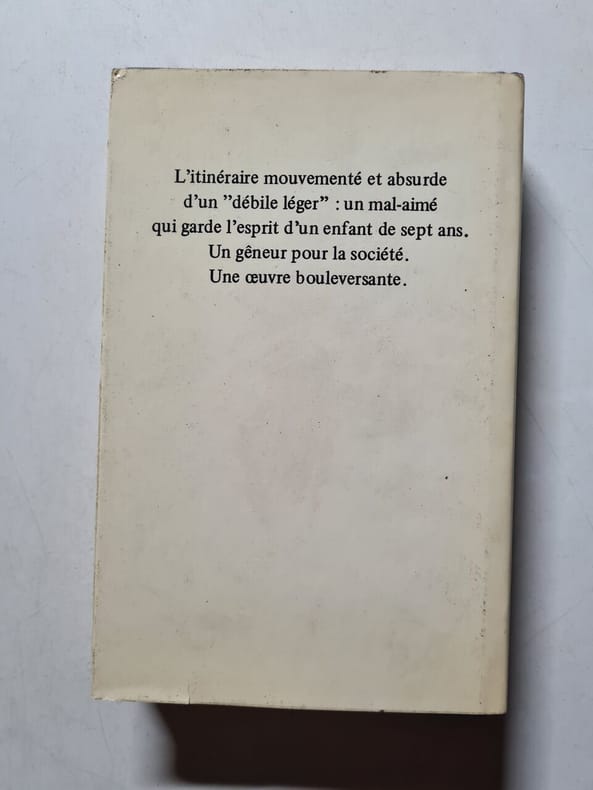 L'itinéraire mouvementé et absurde
d'un ”débile léger” : un mal-aimé
qui garde l'esprit d'un enfant de sept ans.
Un gêneur pour la société.
Une œuvre bouleversante.